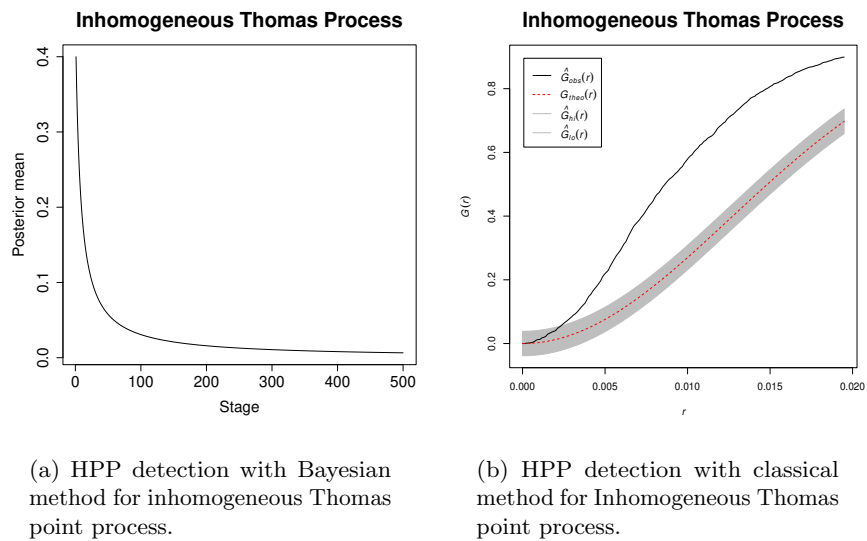 Inhomogeneous Thomas Process
Posterior mean
0.4
0.3
0.2
0.1
0.0
0 100 200 300 400 500
Stage
(a) HPP detection with Bayesian
method for inhomogeneous Thomas
point process.
Inhomogeneous Thomas Process
G(r)
0.8
0.6
0.4
0.2
0.0
Ĝobs(r)
Gtheo(r)
Ĝhi(r)
Ĝlo(r)
0.000 0.005 0.010 0.015 0.020
r
(b) HPP detection with classical
method for Inhomogeneous Thomas
point process.